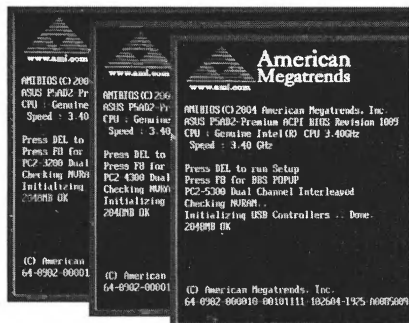 www.ami.com
AMIBIOS(C)200
ASUS P5AD2 Pr
CPU : Genuine
Speed : 3.40
Press DEL to
Press F8 for
PC2-3200 Dual
Checking NVRA
Initializing
2048MB OK
(C) American
64-0902-00001
www.ami.com
AMIBIOS(C)200
ASUS P5AD2-Pr
CPU : Genuine
Speed : 3.40
Press DEL to
Press F8 for
PC2 4300 Dual
Checking NVRA
Initializing
2048MB OK
(C) American
64-0902-00001
American
Megatrends
www.ami.com
AMIBIOS(C)2004 American Megatrends, Inc.
ASUS P5AD2-Premium ACPI BIOS Revision
CPU : Genuine Intel(R) CPU 3.40GHz
Speed : 3.40 GHz
Press DEL to run Setup
Press F8 for BBS POPUP
PC2-5300 Dual Channel Interleaved
Checking NVRAM..
Initializing USB Controllers .. Done.
2048MB OK
(C) American Megatrends, Inc.